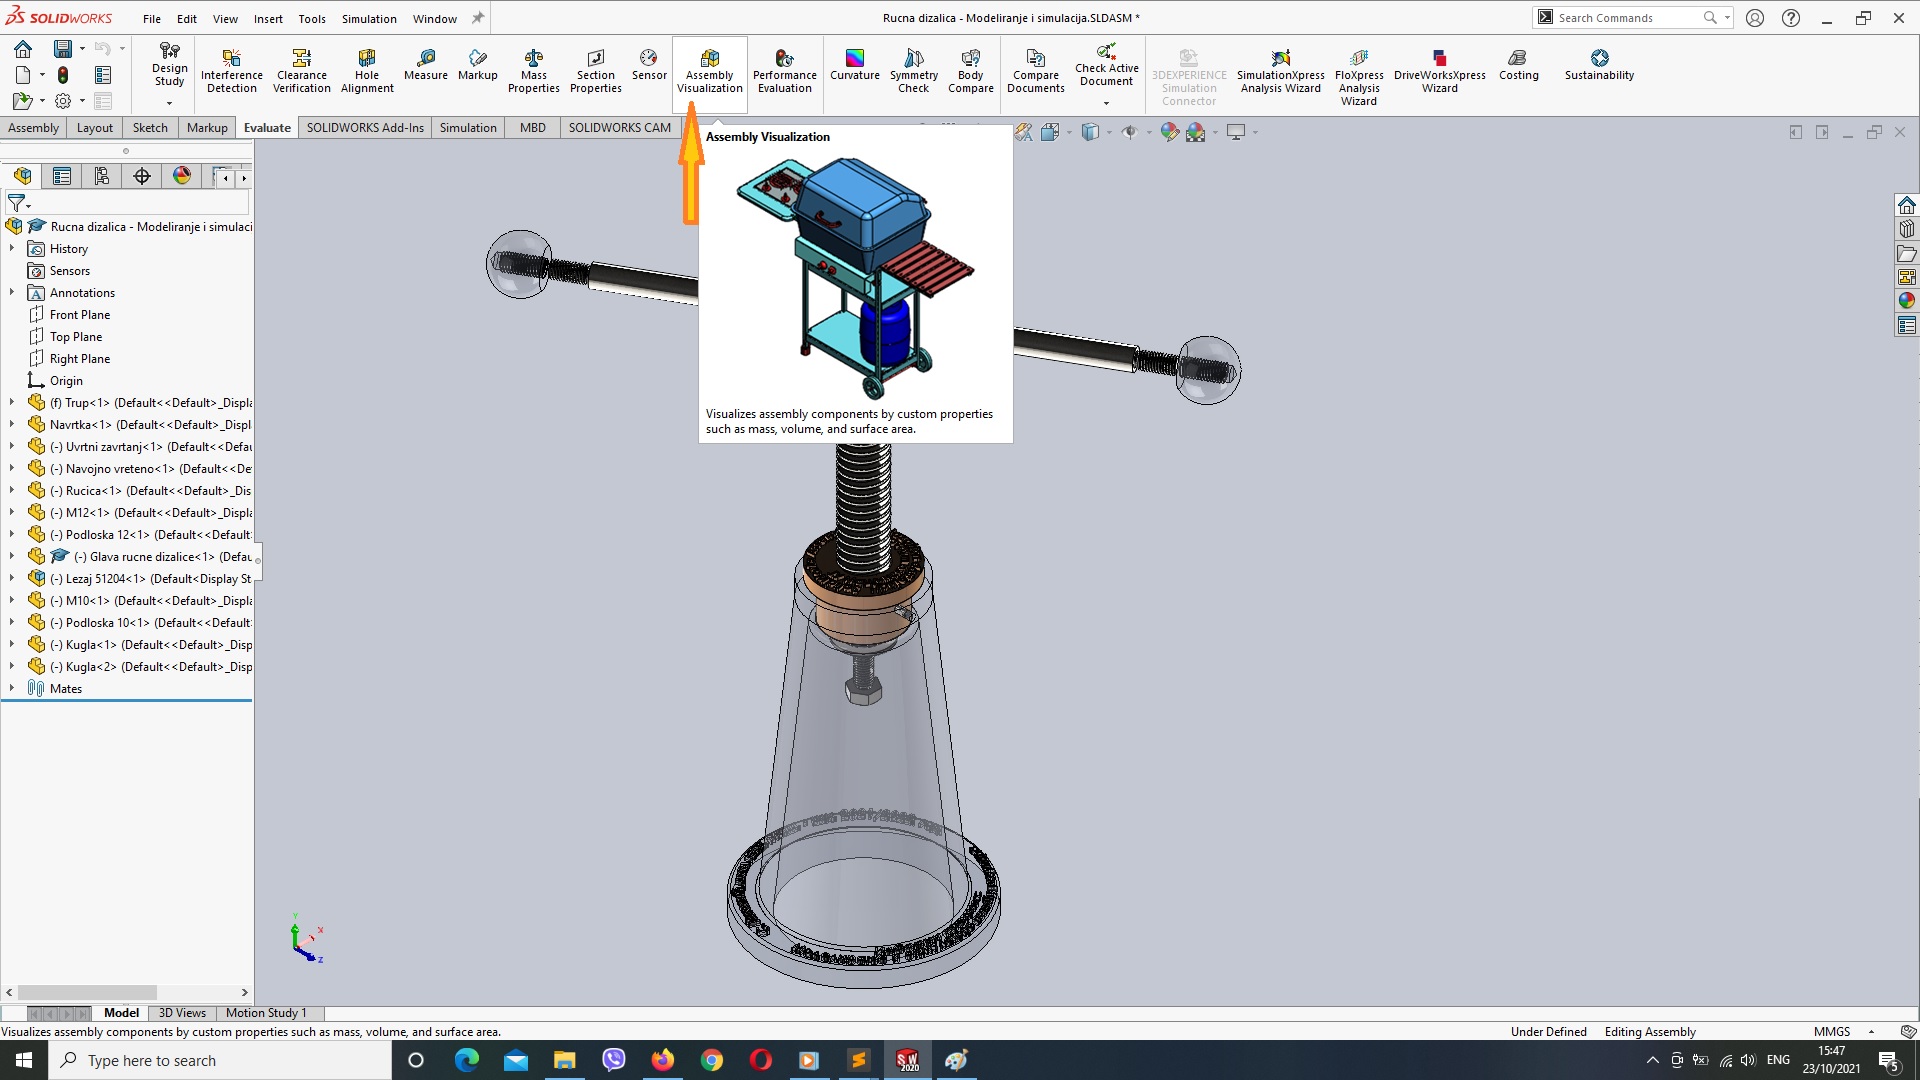 SOLIDWORKS
File Edit View Insert Tools Simulation Window
Rucna dizalica - Modeliranje i simulacija.SLDASM *
Search Commands
Design Study
Interference Detection
Clearance Verification
Hole Alignment
Measure
Markup
Mass Properties
Section Properties
Sensor
Assembly Visualization
Performance Evaluation
Curvature
Symmetry Check
Body Compare
Compare Documents
Check Active Document
3DEXPERIENCE Simulation Connector
SimulationXpress Analysis Wizard
FloXpress Analysis Wizard
DriveWorksXpress Wizard
Costing
Sustainability
Assembly Layout Sketch Markup Evaluate SOLIDWORKS Add-Ins Simulation MBD SOLIDWORKS CAM
Assembly Visualization
Visualizes assembly components by custom properties
such as mass, volume, and surface area.
Rucna dizalica - Modeliranje i simulaci
History
Sensors
Annotations
Front Plane
Top Plane
Right Plane
Origin
(f) Trup<1> (Default<<Default>_Displa
Navrtka<1> (Default<<Default>_Displ
(-) Uvrtni zavrtanj<1> (Default<<Defau
(-) Navojno vreteno<1> (Default<<De
(-) Rucica<1> (Default<<Default>_Dis
(-) M12<1> (Default<<Default>_Displa
(-) Podloska 12<1> (Default<<Default
(-) Glava rucne dizalice<1> (Defau
(-) Lezaj 51204<1> (Default<Display St
(-) M10<1> (Default<<Default>_Displa
(-) Podloska 10<1> (Default<<Default
(-) Kugla<1> (Default<<Default>_Disp
(-) Kugla<2> (Default<<Default>_Disp
Mates
Y
X
Z
Model 3D Views Motion Study 1
Visualizes assembly components by custom properties such as mass, volume, and surface area.
Under Defined Editing Assembly MMGS
Type here to search
SW 2020
ENG
15:47
23/10/2021
5